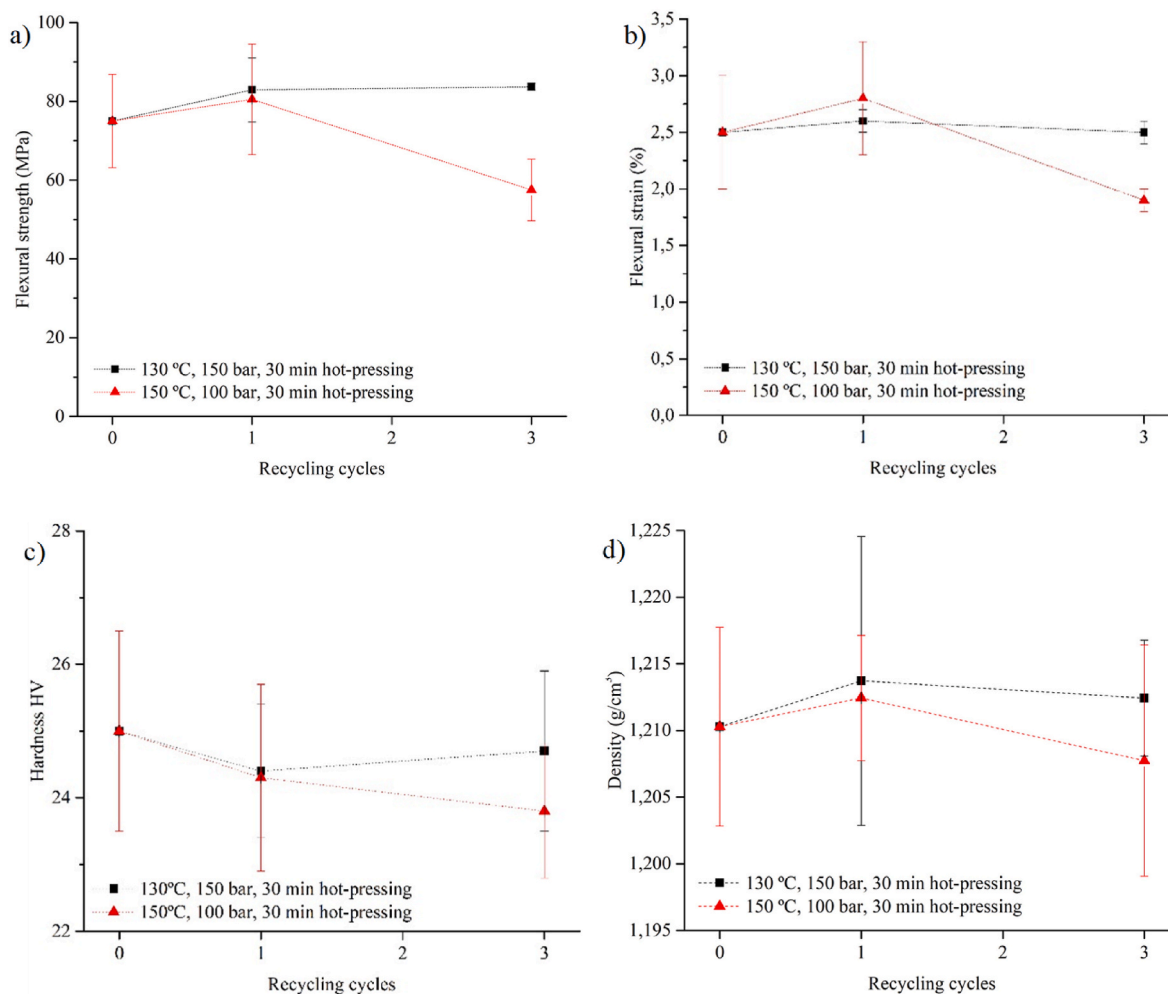 a)
100
80
60
40
20
0
Flexural strength (MPa)
130 ºC, 150 bar, 30 min hot-pressing
150 ºC, 100 bar, 30 min hot-pressing
0 1 2 3
Recycling cycles
b)
3,5
3,0
2,5
2,0
1,5
1,0
0,5
0,0
Flexural strain (%)
130 ºC, 150 bar, 30 min hot-pressing
150 ºC, 100 bar, 30 min hot-pressing
0 1 2 3
Recycling cycles
c)
28
26
24
22
Hardness HV
130ºC, 150 bar, 30 min hot-pressing
150ºC, 100 bar, 30 min hot-pressing
0 1 2 3
Recycling cycles
d)
1,225
1,220
1,215
1,210
1,205
1,200
1,195
Density (g/cm³)
130 ºC, 150 bar, 30 min hot-pressing
150 ºC, 100 bar, 30 min hot-pressing
0 1 2 3
Recycling cycles